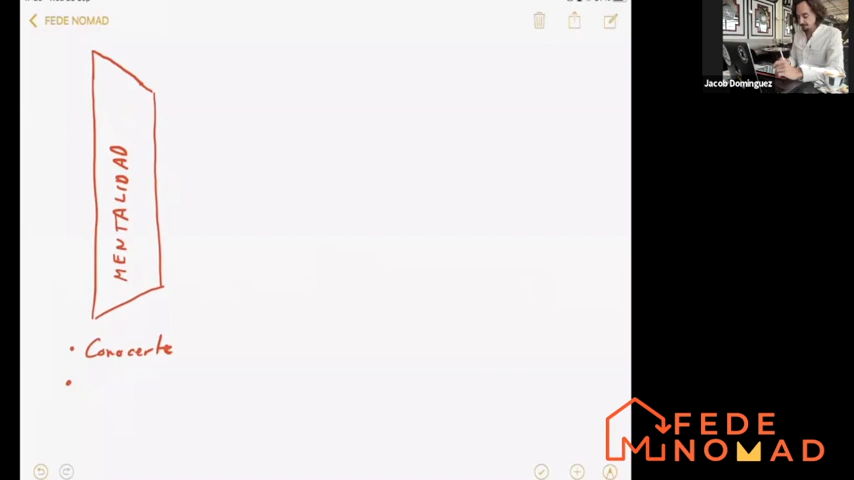 FEDE NOMAD
Jacob Dominguez
MENTALIDAD
• Conocerte
•
FEDE
NOMAD